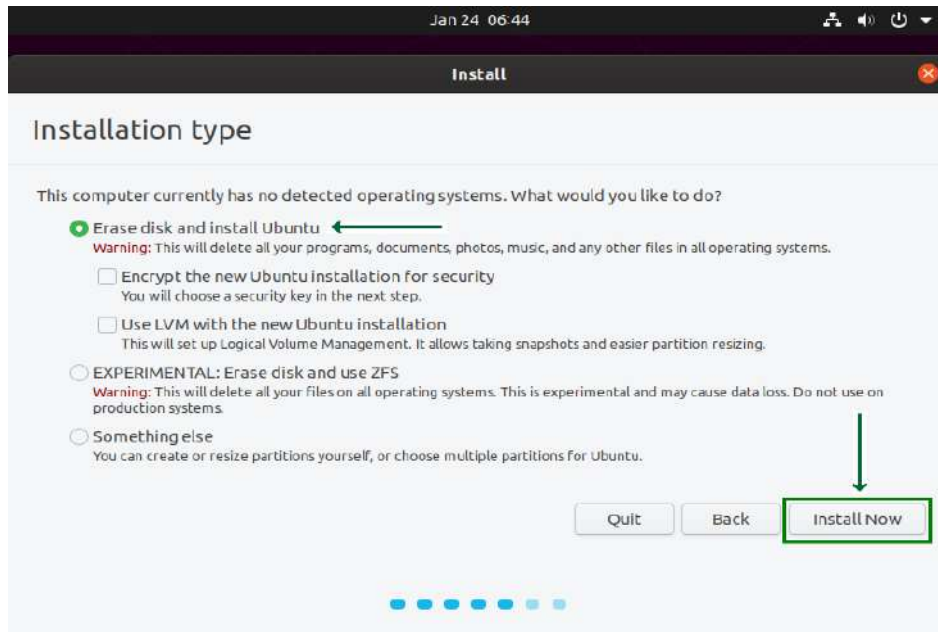 Jan 24 06:44
Install
Installation type
This computer currently has no detected operating systems. What would you like to do?
Erase disk and install Ubuntu
Warning: This will delete all your programs, documents, photos, music, and any other files in all operating systems.
Encrypt the new Ubuntu installation for security
You will choose a security key in the next step.
Use LVM with the new Ubuntu installation
This will set up Logical Volume Management. It allows taking snapshots and easier partition resizing.
EXPERIMENTAL: Erase disk and use ZFS
Warning: This will delete all your files on all operating systems. This is experimental and may cause data loss. Do not use on
production systems.
Something else
You can create or resize partitions yourself, or choose multiple partitions for Ubuntu.
Quit Back Install Now